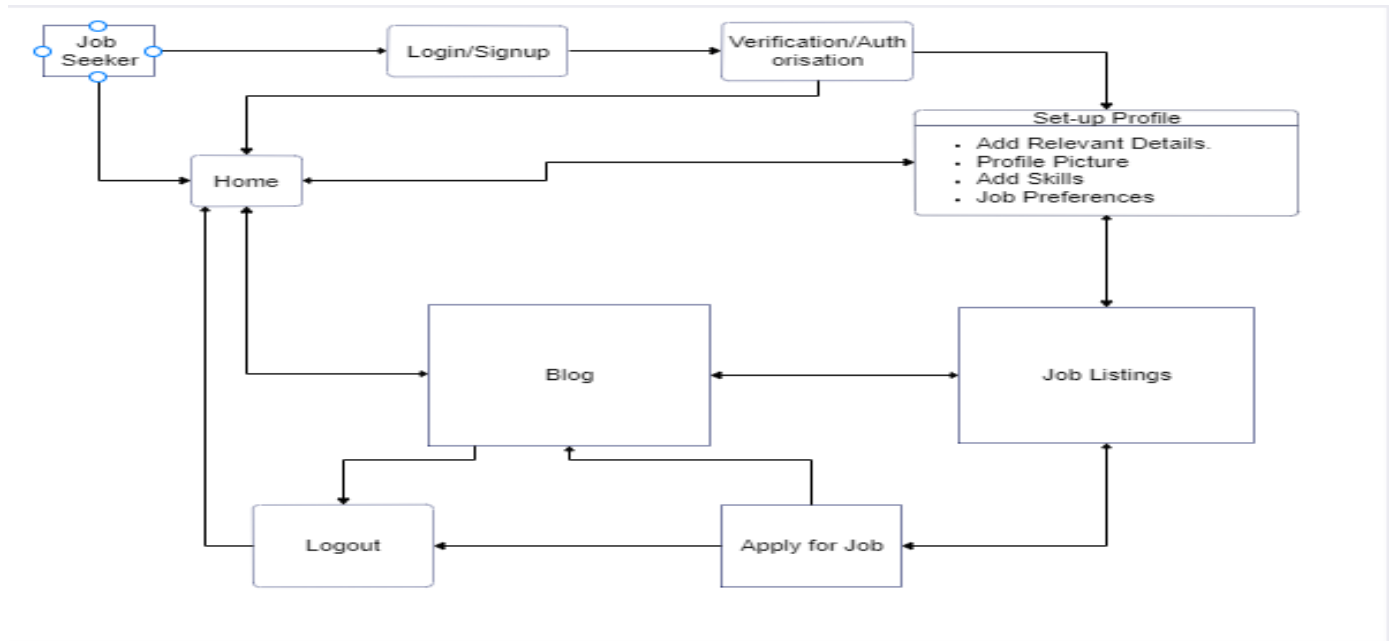 Job
Seeker
Login/Signup
Verification/Auth
orisation
Set-up Profile
• Add Relevant Details.
• Profile Picture
• Add Skills
• Job Preferences
Home
Blog
Job Listings
Logout
Apply for Job